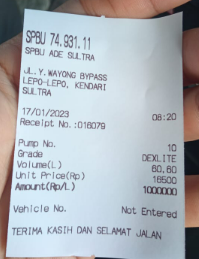 SPBU 74.931.11
SPBU ADE SULTRA
JL. Y. WAYONG BYPASS
LEPO-LEPO, KENDARI
SULTRA
17/01/2023 08:20
Receipt No.:016079
Pump No. 10
Grade DEXLITE
Volume(L) 60.60
Unit Price(Rp) 16500
Amount(Rp/L) 1000000
Vehicle No. Not Entered
TERIMA KASIH DAN SELAMAT JALAN